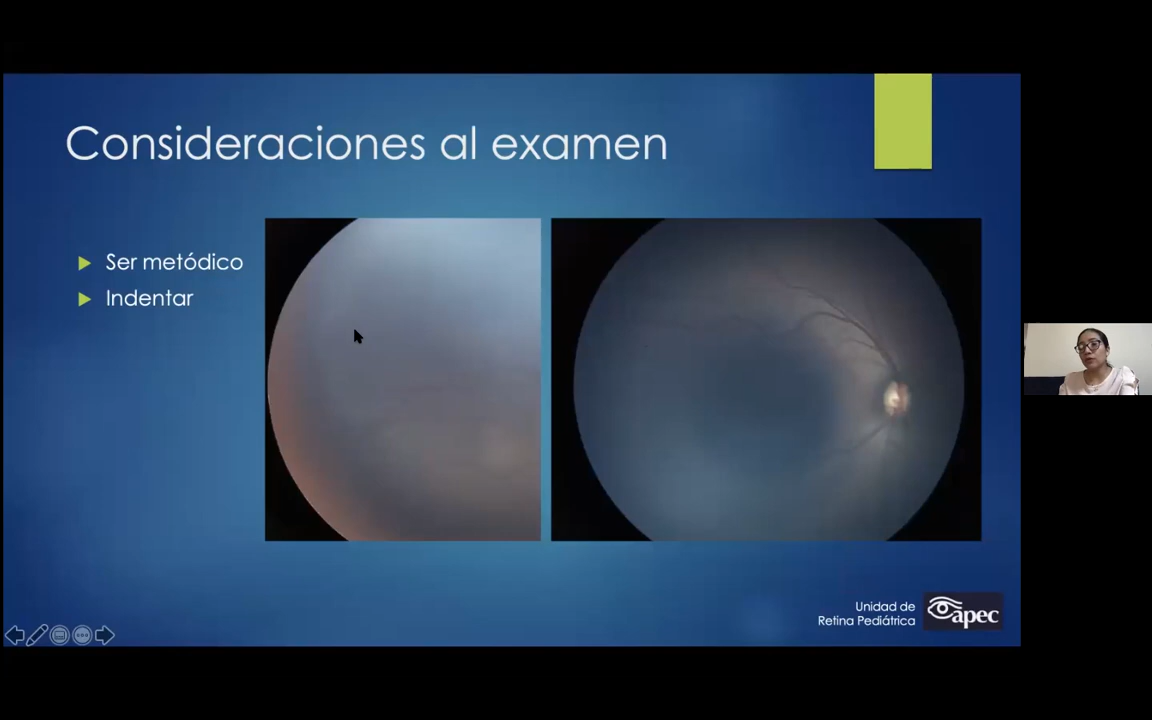 Consideraciones al examen
Ser metódico
Indentar
Unidad de
Retina Pediátrica
apec